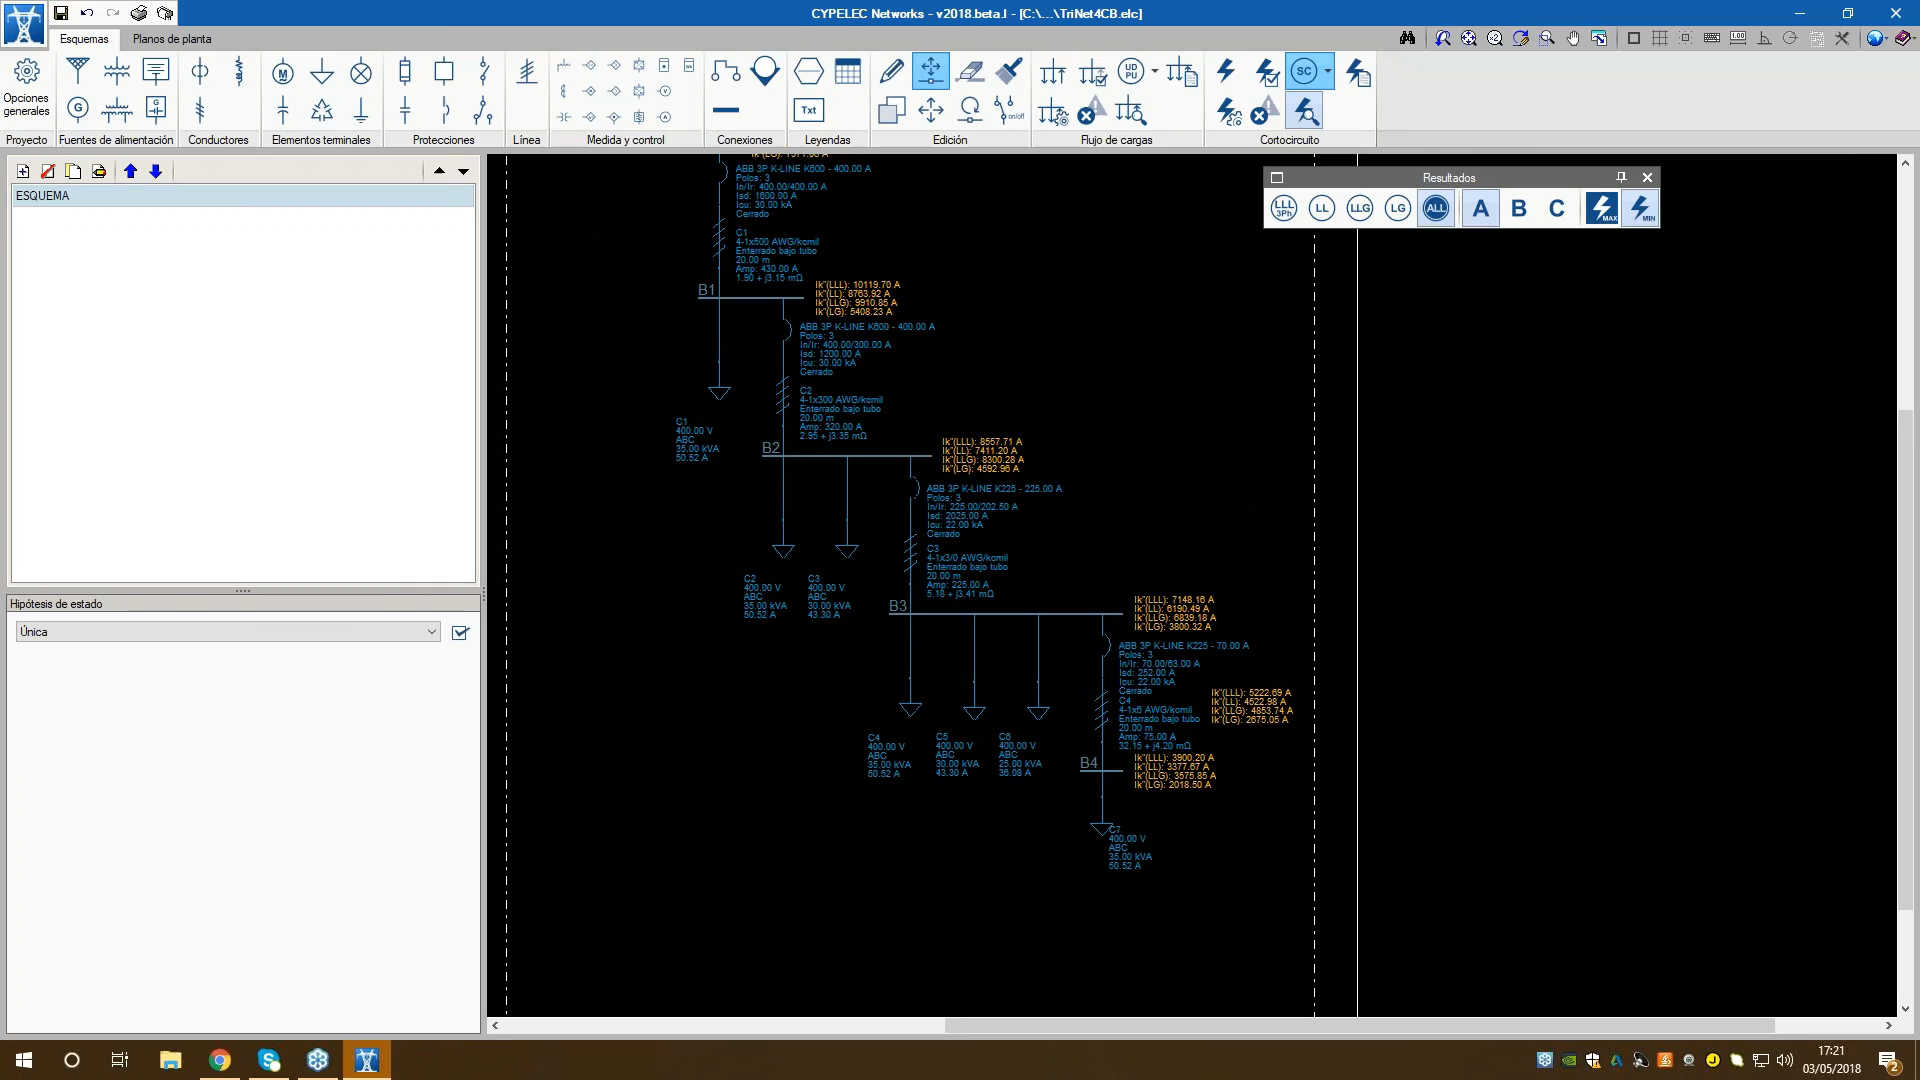 CYPELEC Networks - v2018.beta.I - [C:\...\TriNet4CB.elc]
Esquemas
Planos de planta
Opciones
generales
UD
PU
SC
Txt
on/off
Proyecto
Fuentes de alimentación
Conductores
Elementos terminales
Protecciones
Línea
Medida y control
Conexiones
Leyendas
Edición
Flujo de cargas
Cortocircuito
ESQUEMA
Hipótesis de estado
Única
Resultados
LLL
3Ph
LL
LLG
LG
ALL
A
B
C
MAX
MIN
ABB 3P K-LINE K600 - 400.00 A
Polos: 3
In/Ir: 400.00/400.00 A
Isd: 1600.00 A
Icu: 30.00 kA
Cerrado
C1
4-1x500 AWG/kcmil
Enterrado bajo tubo
20.00 m
Amp: 430.00 A
1.90 + j3.15 mΩ
B1
Ik"(LLL): 10119.70 A
Ik"(LL): 8763.92 A
Ik"(LLG): 9910.85 A
Ik"(LG): 5408.23 A
ABB 3P K-LINE K600 - 400.00 A
Polos: 3
In/Ir: 400.00/300.00 A
Isd: 1200.00 A
Icu: 30.00 kA
Cerrado
C2
4-1x300 AWG/kcmil
Enterrado bajo tubo
20.00 m
Amp: 320.00 A
2.95 + j3.35 mΩ
C1
400.00 V
ABC
35.00 kVA
50.52 A
B2
Ik"(LLL): 8557.71 A
Ik"(LL): 7411.20 A
Ik"(LLG): 8300.28 A
Ik"(LG): 4592.96 A
ABB 3P K-LINE K225 - 225.00 A
Polos: 3
In/Ir: 225.00/202.50 A
Isd: 2025.00 A
Icu: 22.00 kA
Cerrado
C3
4-1x3/0 AWG/kcmil
Enterrado bajo tubo
20.00 m
Amp: 225.00 A
5.18 + j3.41 mΩ
C2
400.00 V
ABC
35.00 kVA
50.52 A
C3
400.00 V
ABC
30.00 kVA
43.30 A
B3
Ik"(LLL): 7148.16 A
Ik"(LL): 6190.49 A
Ik"(LLG): 6839.18 A
Ik"(LG): 3800.32 A
ABB 3P K-LINE K225 - 70.00 A
Polos: 3
In/Ir: 70.00/63.00 A
Isd: 252.00 A
Icu: 22.00 kA
Cerrado
C4
4-1x6 AWG/kcmil
Enterrado bajo tubo
20.00 m
Amp: 75.00 A
32.15 + j4.20 mΩ
Ik"(LLL): 5222.69 A
Ik"(LL): 4522.98 A
Ik"(LLG): 4853.74 A
Ik"(LG): 2675.05 A
C4
400.00 V
ABC
35.00 kVA
50.52 A
C5
400.00 V
ABC
30.00 kVA
43.30 A
C6
400.00 V
ABC
25.00 kVA
36.08 A
B4
Ik"(LLL): 3900.20 A
Ik"(LL): 3377.67 A
Ik"(LLG): 3575.85 A
Ik"(LG): 2018.50 A
C7
400.00 V
ABC
35.00 kVA
50.52 A
17:21
03/05/2018
2